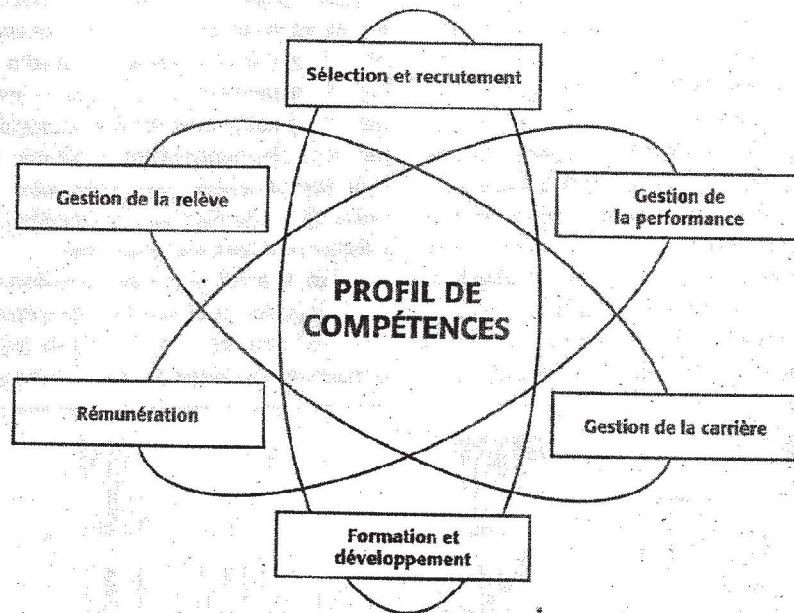 Sélection et recrutement
Gestion de la relève
Gestion de
la performance
PROFIL DE
COMPÉTENCES
Rémunération
Gestion de la carrière
Formation et
développement